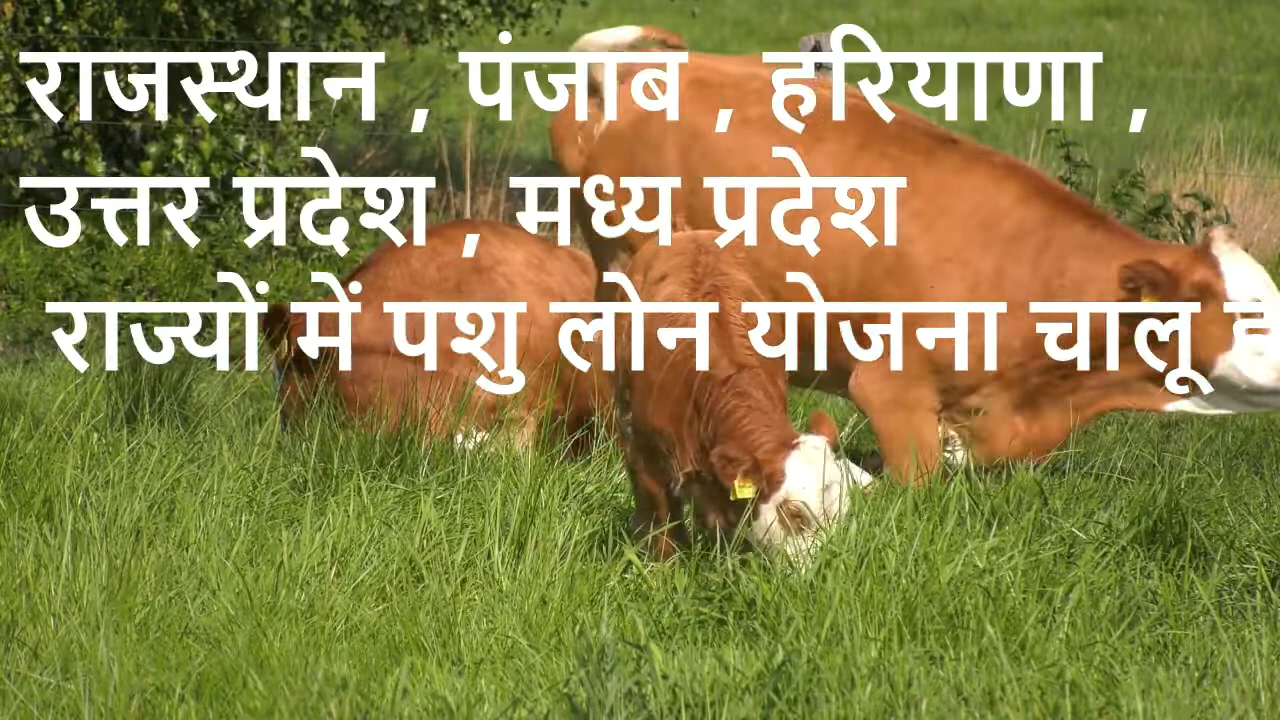 राजस्थान , पंजाब , हरियाणा ,
उत्तर प्रदेश , मध्य प्रदेश
राज्यों में पशु लोन योजना चालू